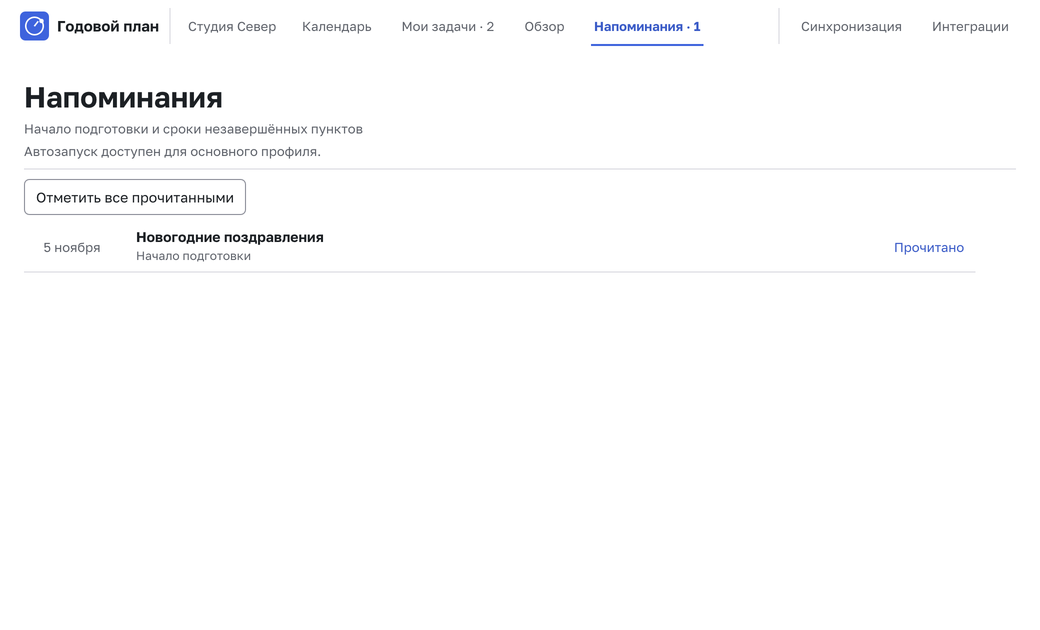 Годовой план
Студия Север
Календарь
Мои задачи · 2
Обзор
Напоминания · 1
Синхронизация
Интеграции
Напоминания
Начало подготовки и сроки незавершённых пунктов
Автозапуск доступен для основного профиля.
Отметить все прочитанными
5 ноября
Новогодние поздравления
Начало подготовки
Прочитано